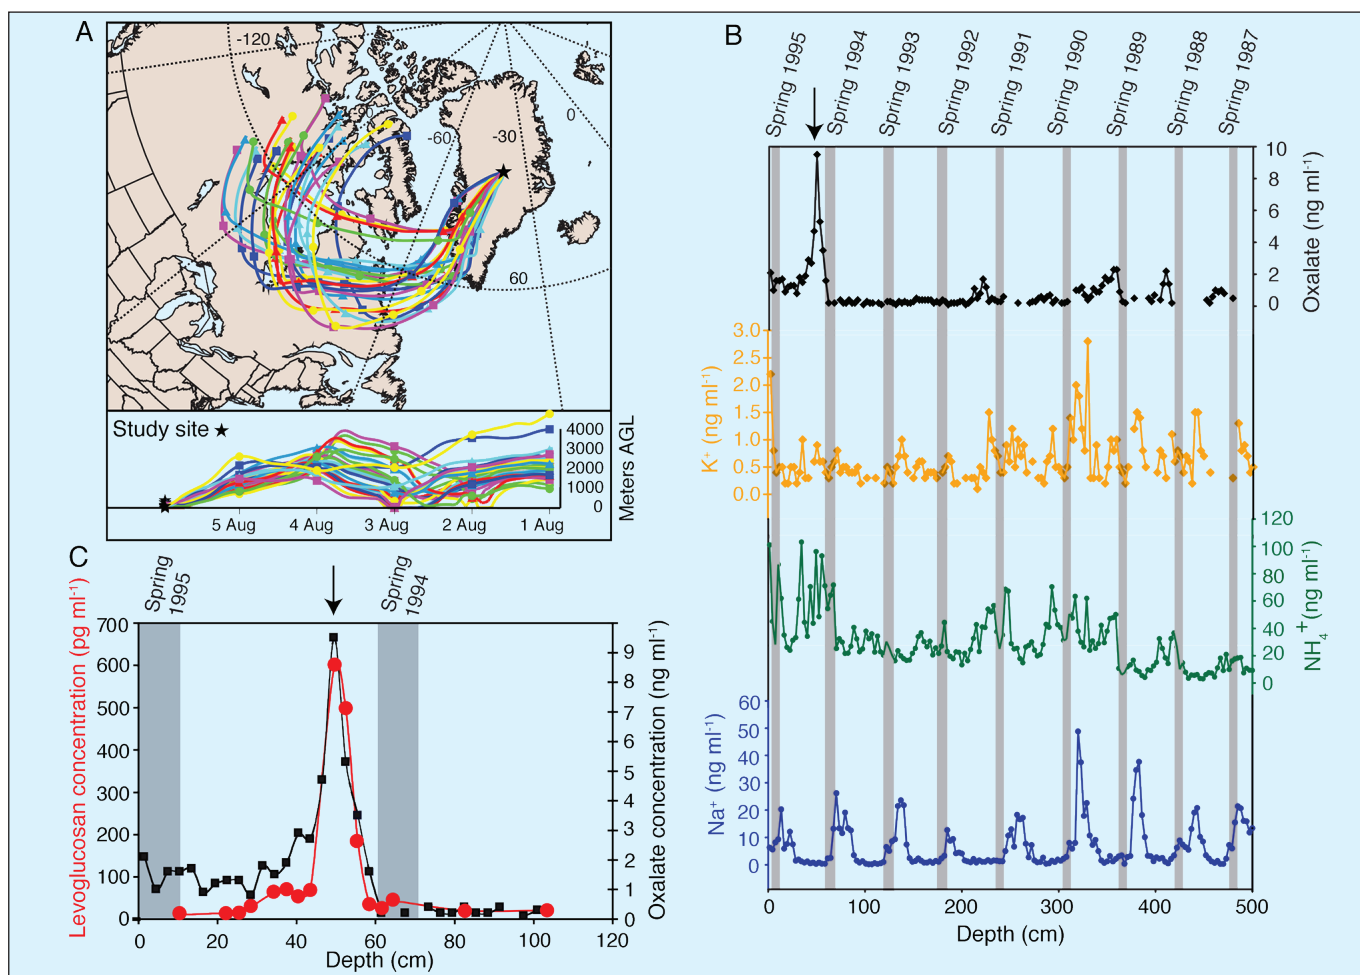 A
-120
0
-60
-30
0
60
Study site
4000
3000
2000
1000
0
Meters AGL
5 Aug
4 Aug
3 Aug
2 Aug
1 Aug
B
Spring 1995
Spring 1994
Spring 1993
Spring 1992
Spring 1991
Spring 1990
Spring 1989
Spring 1988
Spring 1987
10
8
6
4
2
0
Oxalate (ng ml⁻¹)
3.0
2.5
2.0
1.5
1.0
0.5
0.0
K⁺ (ng ml⁻¹)
120
100
80
60
40
20
0
NH₄⁺(ng ml⁻¹)
60
50
40
30
20
10
0
Na⁺ (ng ml⁻¹)
0
100
200
300
400
500
Depth (cm)
C
Spring
1995
Spring
1994
700
600
500
400
300
200
100
0
Levoglucosan concentration (pg ml⁻¹)
9
8
7
6
5
4
3
2
1
0
Oxalate concentration (ng ml⁻¹)
0
20
40
60
80
100
120
Depth (cm)